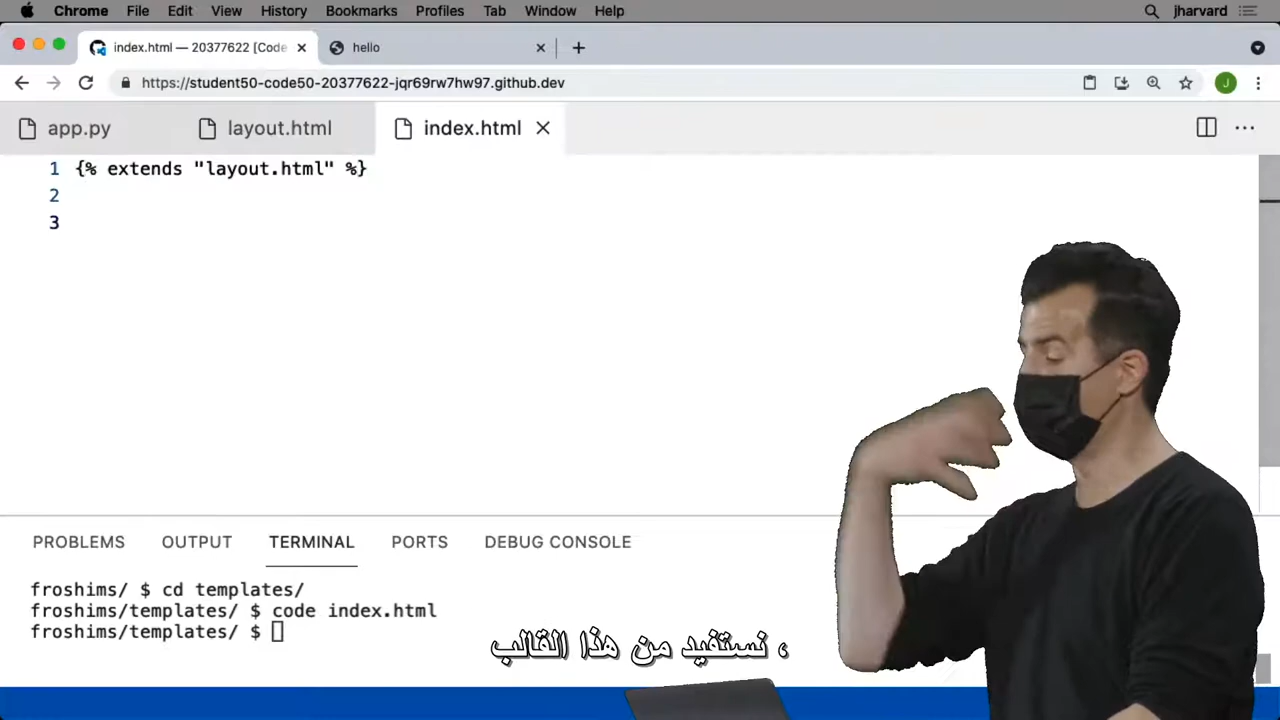 Chrome File Edit View History Bookmarks Profiles Tab Window Help jharvard
index.html — 20377622 [Code hello
https://student50-code50-20377622-jqr69rw7hw97.github.dev J
app.py layout.html index.html
1 {% extends "layout.html" %}
2
3
PROBLEMS OUTPUT TERMINAL PORTS DEBUG CONSOLE
froshims/ $ cd templates/
froshims/templates/ $ code index.html
froshims/templates/ $
، نستفيد من هذا القالب